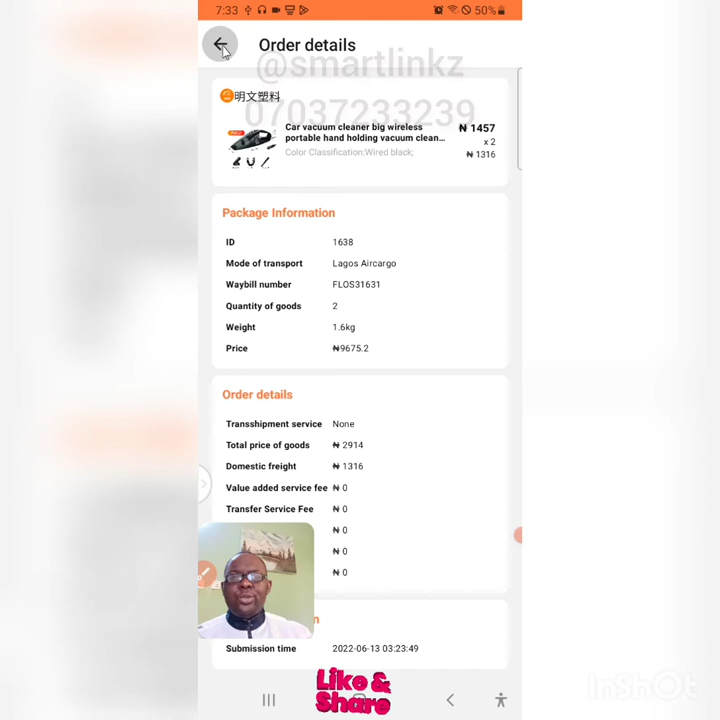 7:33
50%
Order details
@smartlinkz
07037233239
明文塑料
Car vacuum cleaner big wireless ₦ 1457
portable hand holding vacuum clean... x 2
Color Classification:Wired black; ₦ 1316
Package Information
ID 1638
Mode of transport Lagos Aircargo
Waybill number FLOS31631
Quantity of goods 2
Weight 1.6kg
Price ₦9675.2
Order details
Transshipment service None
Total price of goods ₦ 2914
Domestic freight ₦ 1316
Value added service fee ₦ 0
Transfer Service Fee ₦ 0
₦ 0
₦ 0
₦ 0
n
Submission time 2022-06-13 03:23:49
Like &
Share
InShOt